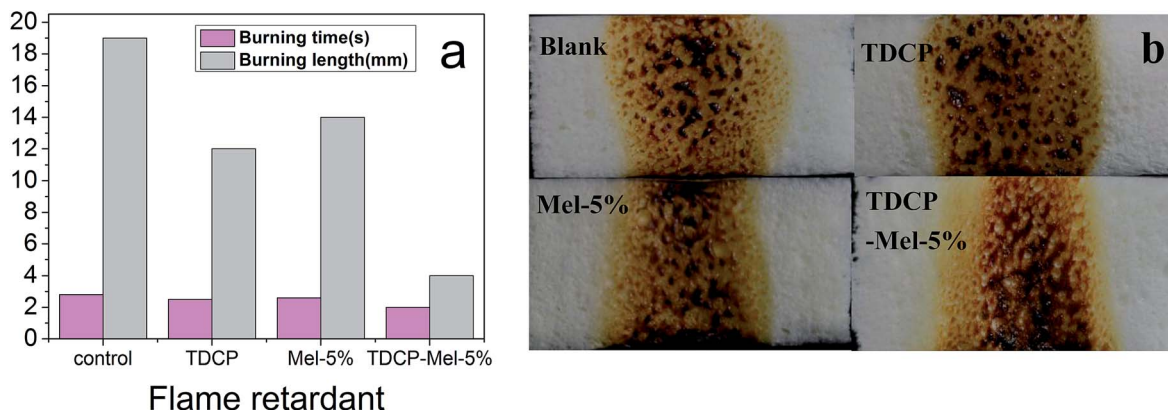 20
18
16
14
12
10
8
6
4
2
0
Burning time(s)
Burning length(mm)
a
control TDCP Mel-5% TDCP-Mel-5%
Flame retardant
Blank
TDCP
b
Mel-5%
TDCP
-Mel-5%